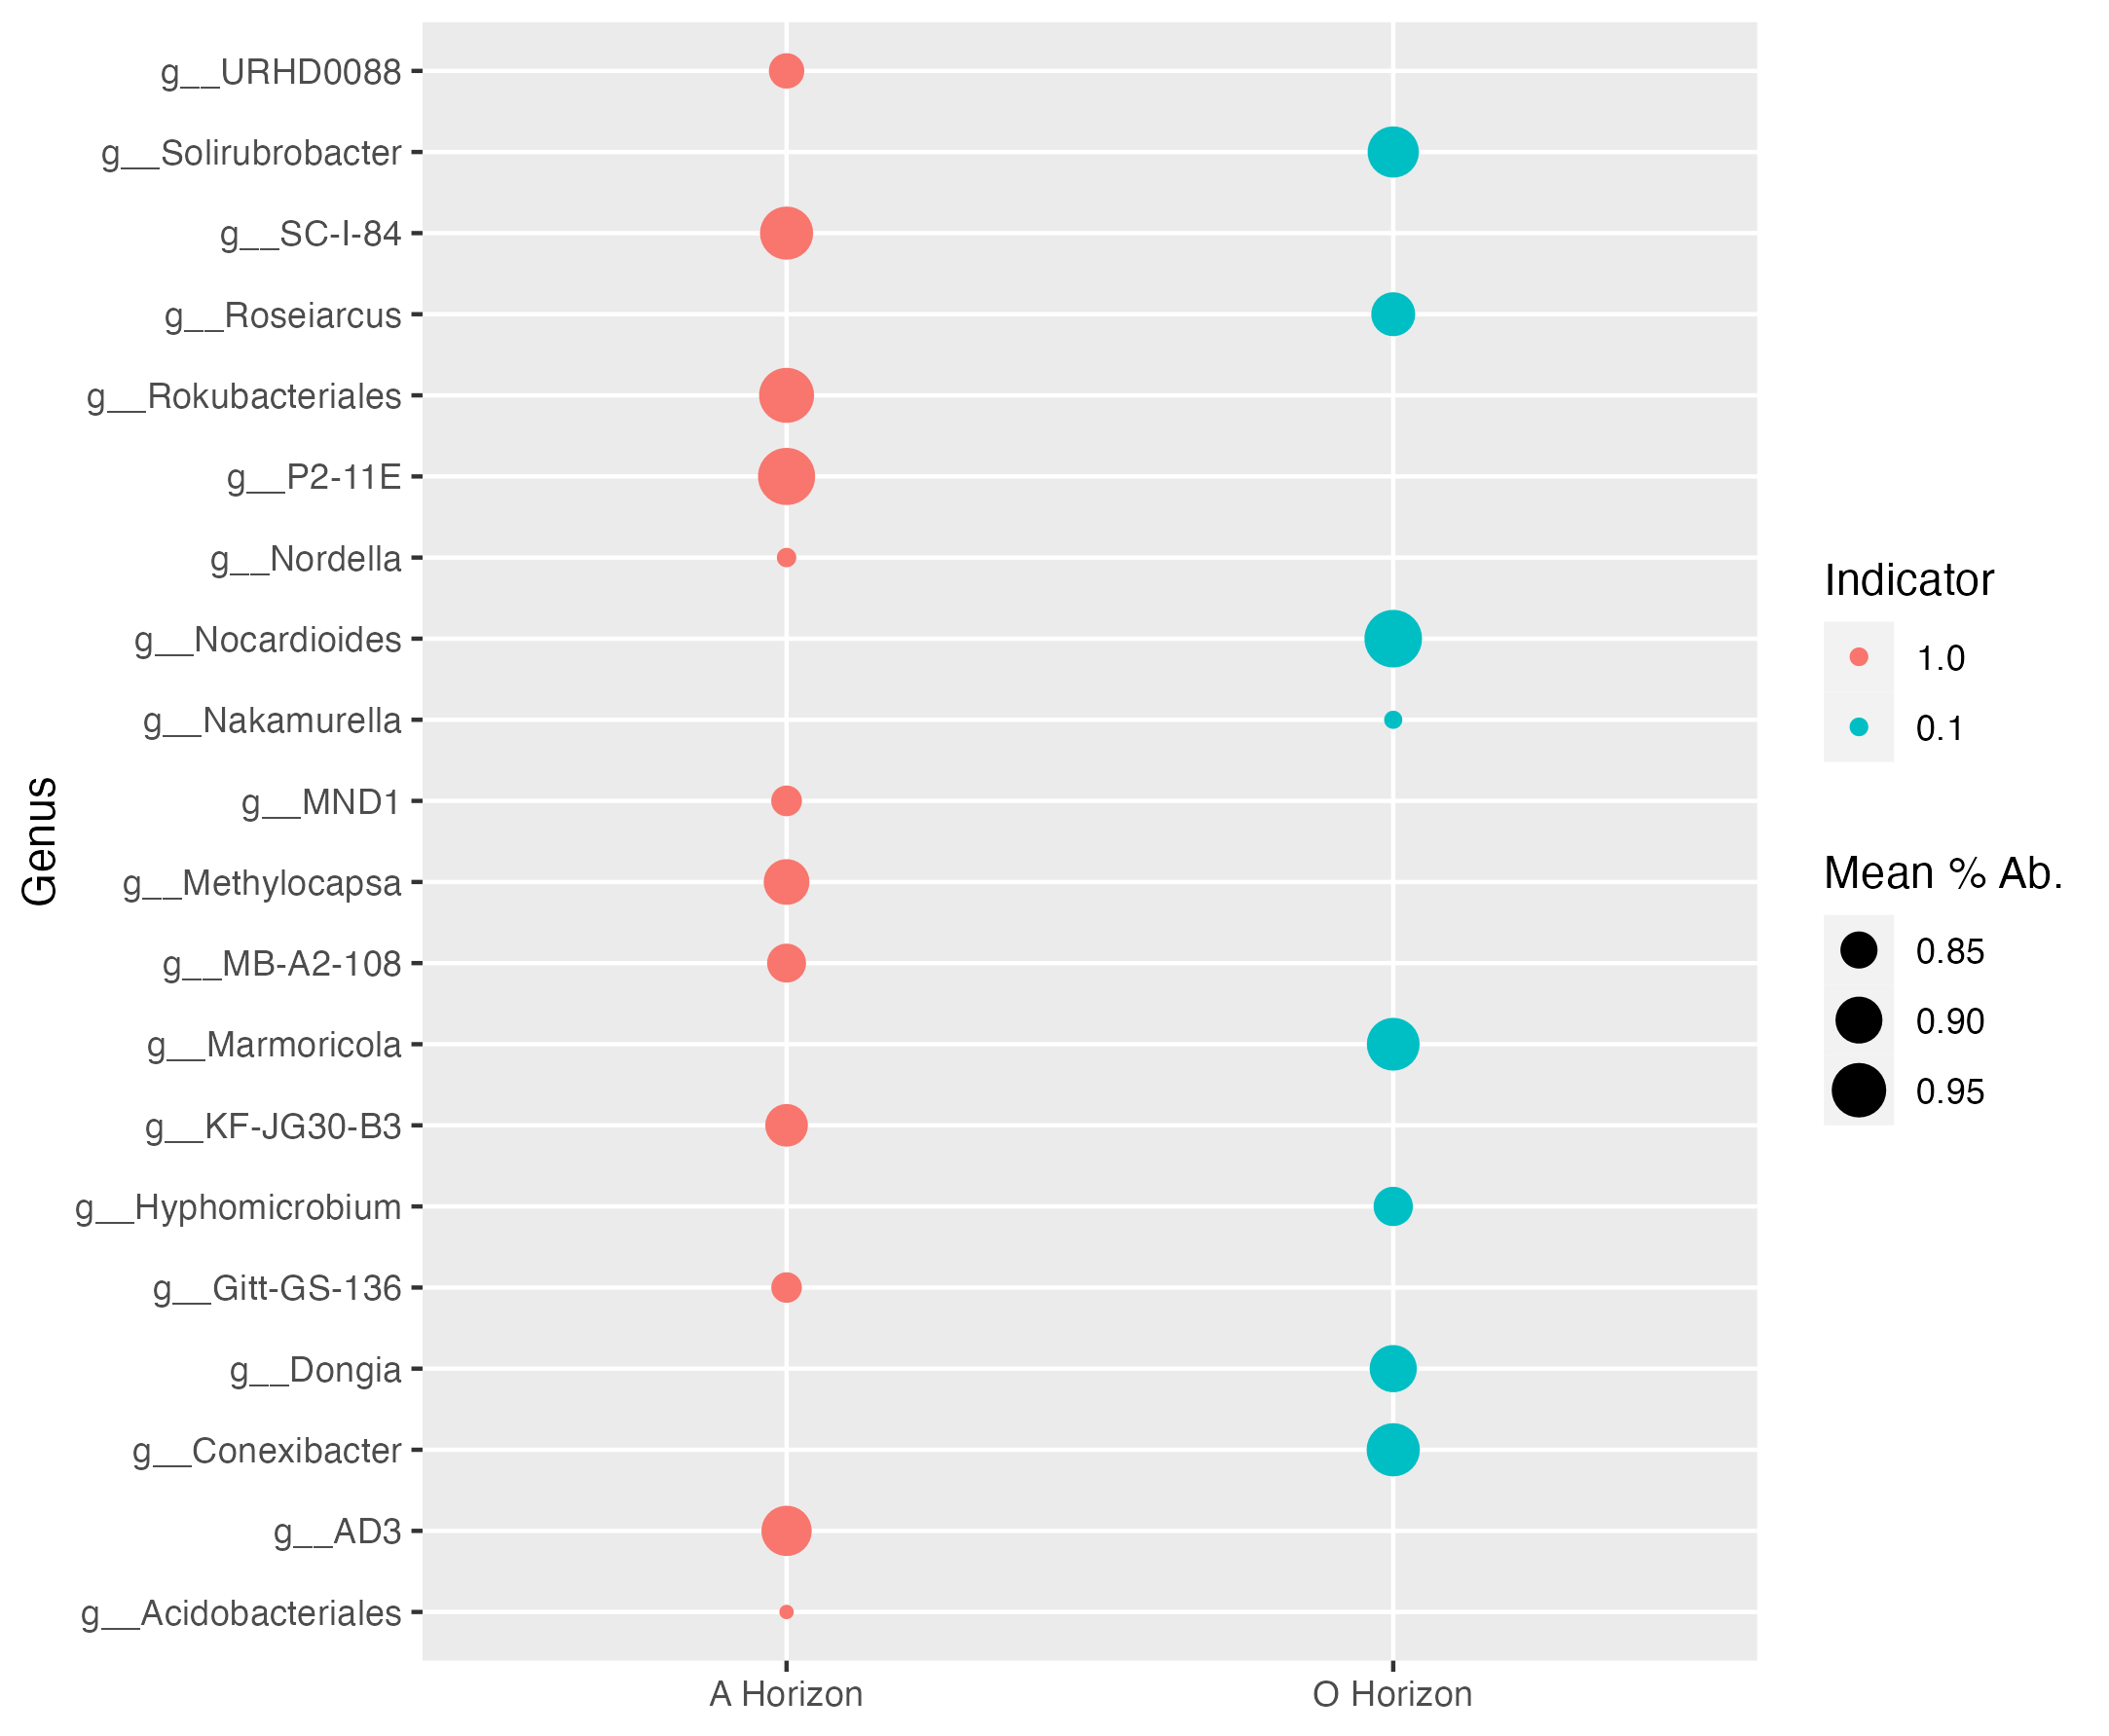 g__URHD0088
g__Solirubrobacter
g__SC-I-84
g__Roseiarcus
g__Rokubacteriales
g__P2-11E
g__Nordella
g__Nocardioides
g__Nakamurella
g__MND1
g__Methylocapsa
g__MB-A2-108
g__Marmoricola
g__KF-JG30-B3
g__Hyphomicrobium
g__Gitt-GS-136
g__Dongia
g__Conexibacter
g__AD3
g__Acidobacteriales
Genus
A Horizon
O Horizon
Indicator
1.0
0.1
Mean % Ab.
0.85
0.90
0.95